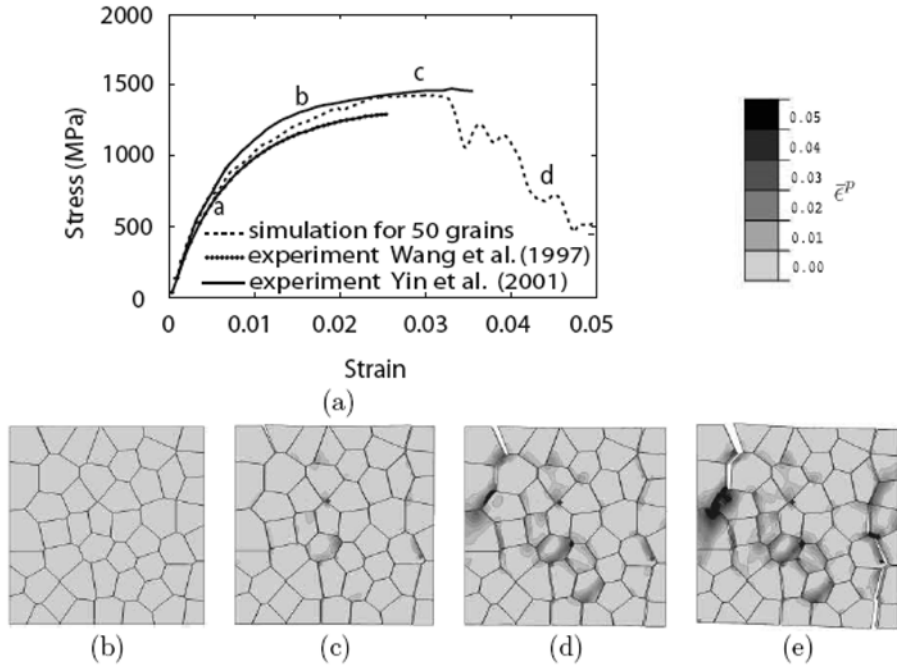 2000
1500
1000
500
0
Stress (MPa)
a
b
c
d
simulation for 50 grains
experiment Wang et al. (1997)
experiment Yin et al. (2001)
0 0.01 0.02 0.03 0.04 0.05
Strain
(a)
0.05
0.04
0.03
0.02
0.01
0.00
ε̄ᵖ
(b) (c) (d) (e)